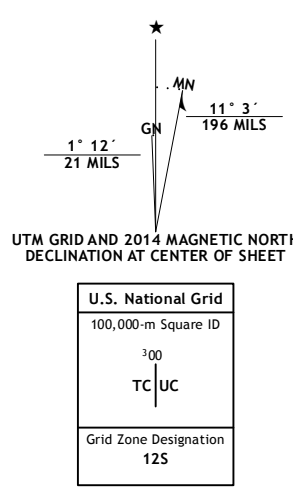 ★
MN
GN
11° 3´
196 MILS
1° 12´
21 MILS
UTM GRID AND 2014 MAGNETIC NORTH
DECLINATION AT CENTER OF SHEET
U.S. National Grid
100,000-m Square ID
³00
TC UC
Grid Zone Designation
12S